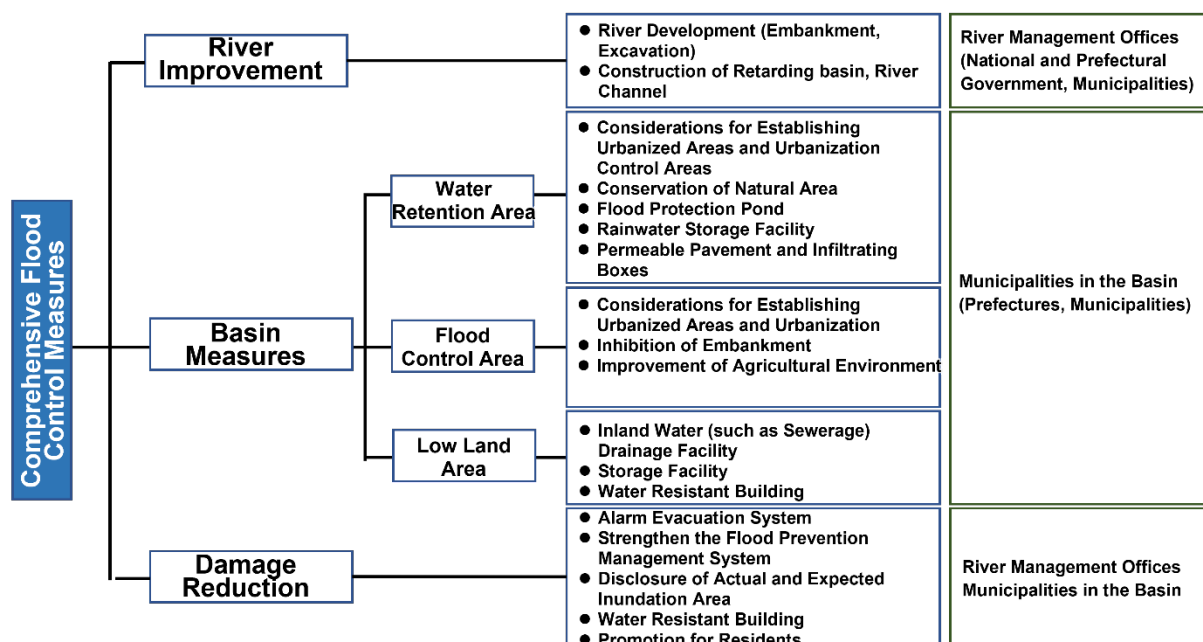 Comprehensive Flood
Control Measures
River
Improvement
● River Development (Embankment,
Excavation)
● Construction of Retarding basin, River
Channel
River Management Offices
(National and Prefectural
Government, Municipalities)
Basin
Measures
Water
Retention Area
● Considerations for Establishing
Urbanized Areas and Urbanization
Control Areas
● Conservation of Natural Area
● Flood Protection Pond
● Rainwater Storage Facility
● Permeable Pavement and Infiltrating
Boxes
Flood
Control Area
● Considerations for Establishing
Urbanized Areas and Urbanization
● Inhibition of Embankment
● Improvement of Agricultural Environment
Low Land
Area
● Inland Water (such as Sewerage)
Drainage Facility
● Storage Facility
● Water Resistant Building
Municipalities in the Basin
(Prefectures, Municipalities)
Damage
Reduction
● Alarm Evacuation System
● Strengthen the Flood Prevention
Management System
● Disclosure of Actual and Expected
Inundation Area
● Water Resistant Building
● Promotion for Residents
River Management Offices
Municipalities in the Basin